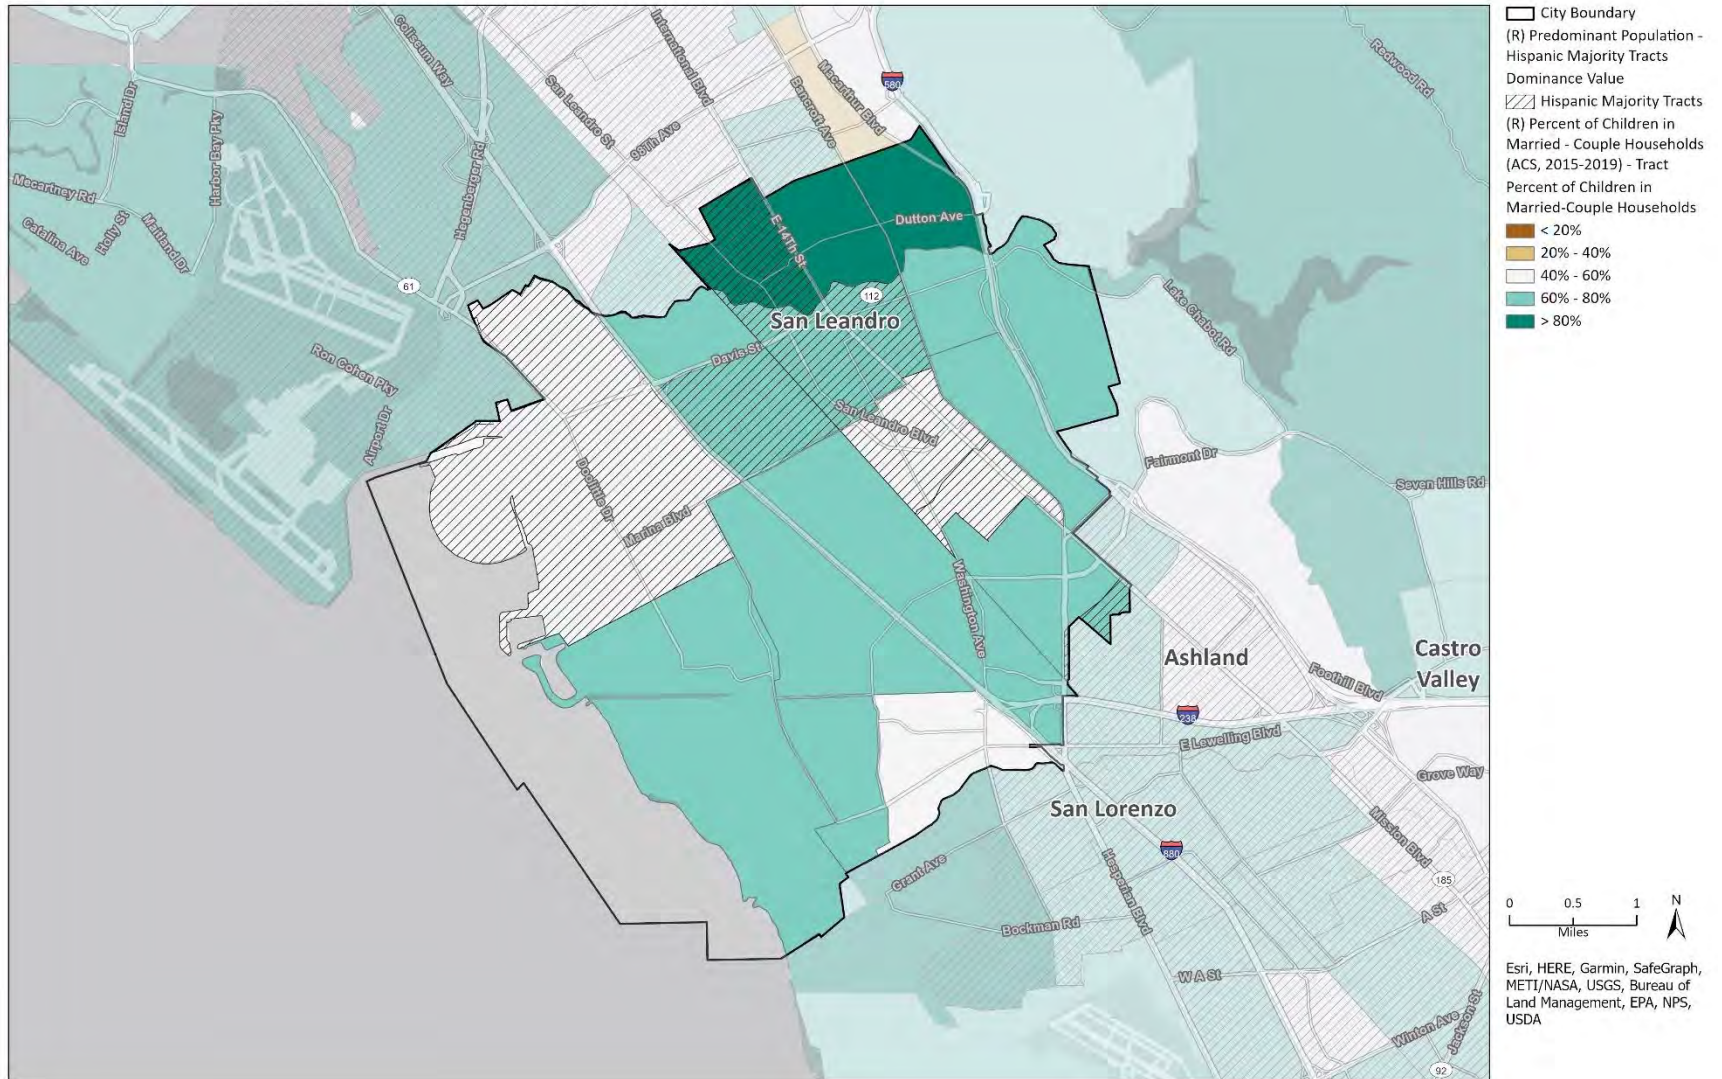 Coliseum Way
International Blvd
San Leandro St
Bancroft Ave
Macarthur Blvd
580
Redwood Rd
Island Dr
Harbor Bay Pky
98Th Ave
Hegenberger Rd
Mecartney Rd
Holly St
Maitland Dr
Catalina Ave
E 14Th St
Dutton Ave
61
112
San Leandro
Lake Chabot Rd
Davis St
Ron Cohen Pky
Airport Dr
San Leandro Blvd
Fairmont Dr
Seven Hills Rd
Doolittle Dr
Marina Blvd
Washington Ave
Ashland
Castro
Valley
Foothill Blvd
238
E Lewelling Blvd
Grove Way
San Lorenzo
Mission Blvd
880
Grant Ave
Hesperian Blvd
185
A St
Bockman Rd
W A St
Winton Ave
Jackson St
92
City Boundary
(R) Predominant Population -
Hispanic Majority Tracts
Dominance Value
Hispanic Majority Tracts
(R) Percent of Children in
Married - Couple Households
(ACS, 2015-2019) - Tract
Percent of Children in
Married-Couple Households
< 20%
20% - 40%
40% - 60%
60% - 80%
> 80%
0 0.5 1
Miles
N
Esri, HERE, Garmin, SafeGraph,
METI/NASA, USGS, Bureau of
Land Management, EPA, NPS,
USDA